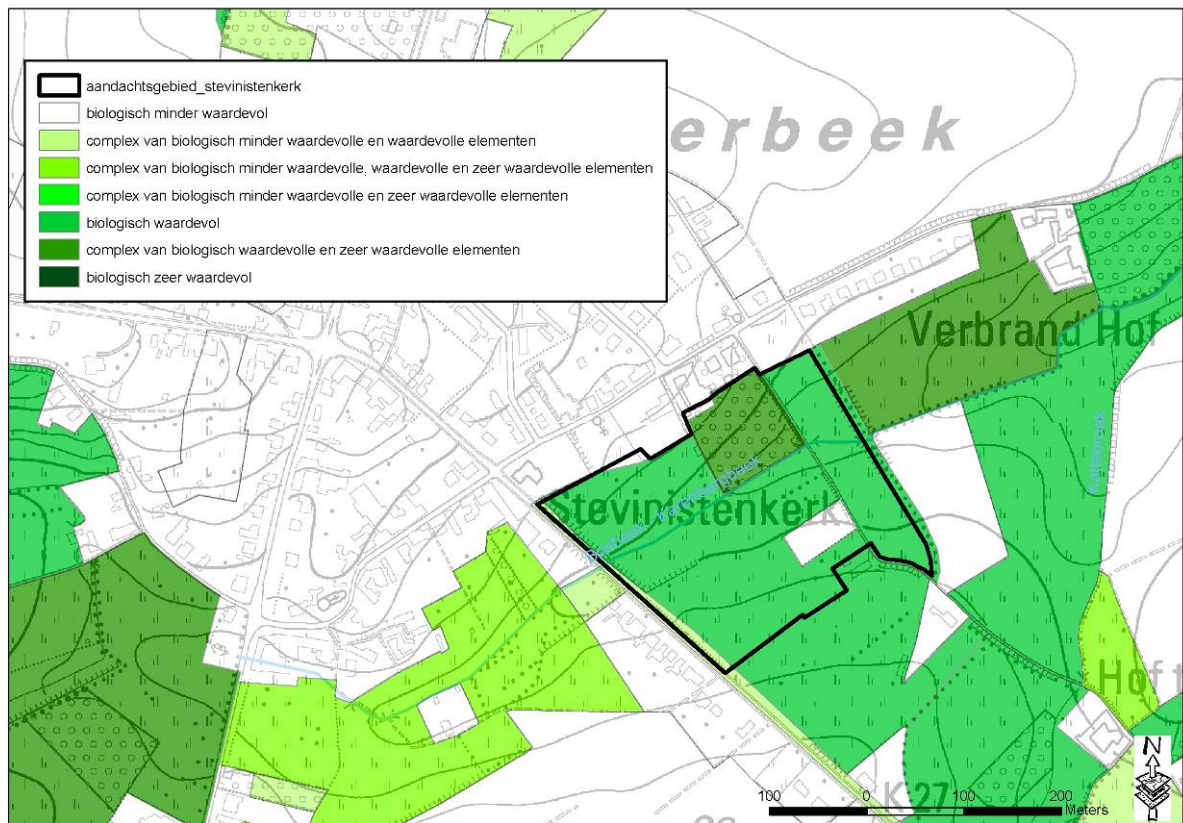 aandachtsgebied_stevinistenkerk
biologisch minder waardevol
complex van biologisch minder waardevolle en waardevolle elementen
complex van biologisch minder waardevolle, waardevolle en zeer waardevolle elementen
complex van biologisch minder waardevolle en zeer waardevolle elementen
biologisch waardevol
complex van biologisch waardevolle en zeer waardevolle elementen
biologisch zeer waardevol
erbeek
Verbrand Hof
Stevinistenkerk
Hof t
K 27
N
100 0 100 200
Meters